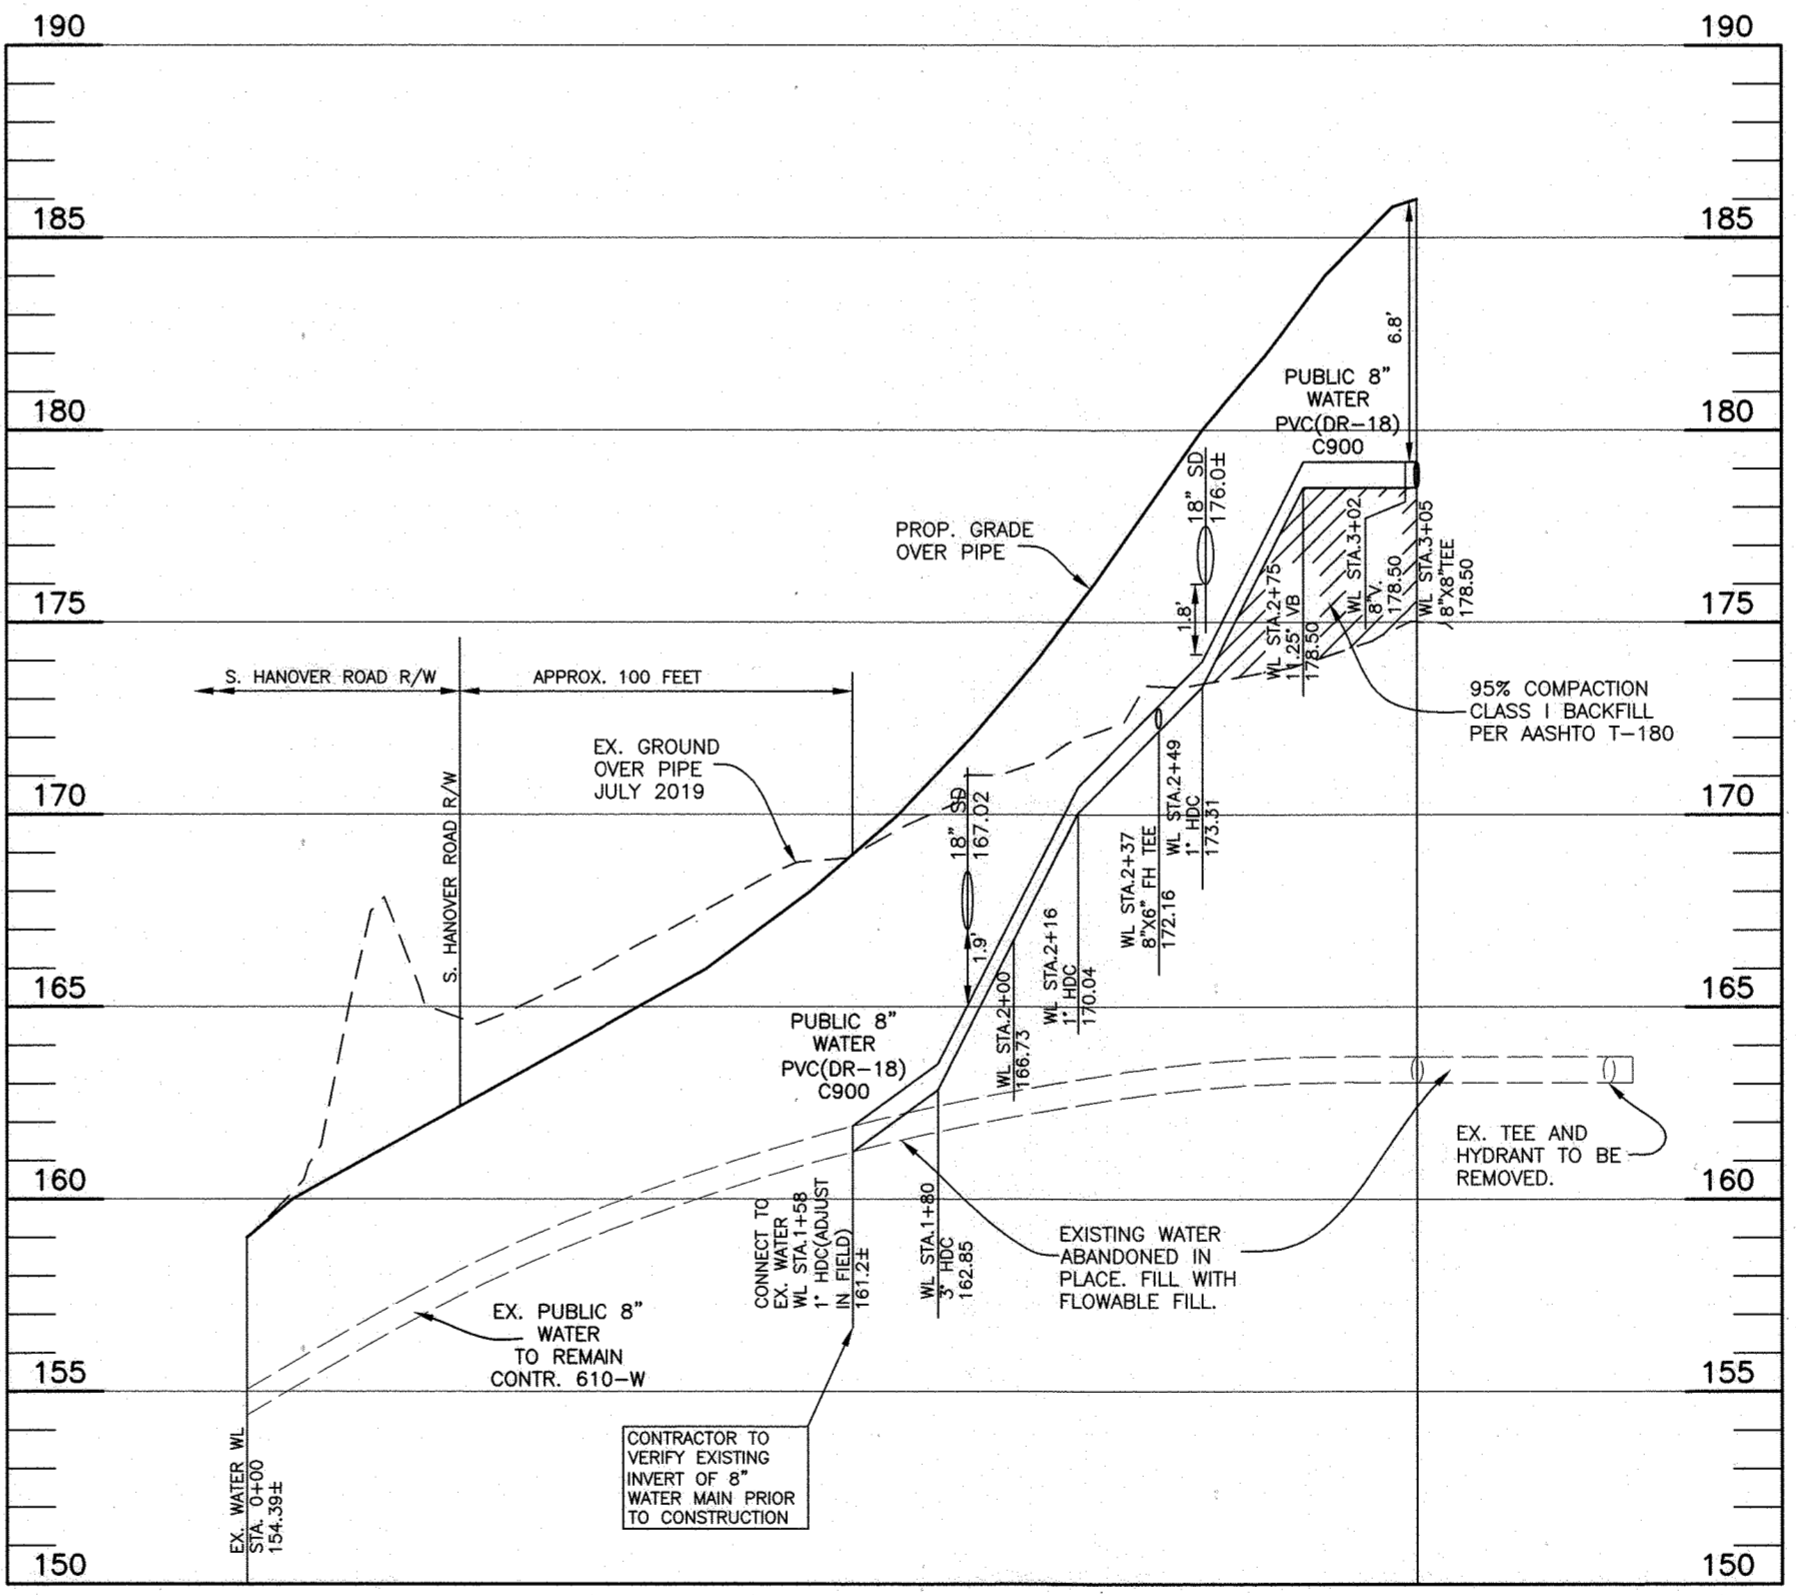 190
190
185
185
6.8'
PUBLIC 8"
WATER
PVC(DR-18)
C900
180
180
18" SD
176.0±
PROP. GRADE
OVER PIPE
1.8'
WL STA.2+75
11.25° VB
178.50
WL STA.3+02
8"V.
178.50
WL STA.3+05
8"X8"TEE
178.50
175
175
S. HANOVER ROAD R/W
APPROX. 100 FEET
95% COMPACTION
CLASS I BACKFILL
PER AASHTO T-180
EX. GROUND
OVER PIPE
JULY 2019
S. HANOVER ROAD R/W
170
170
18" SD
167.02
1.9'
WL STA.2+49
1° HDC
173.31
WL STA.2+37
8"X6" FH TEE
172.16
WL STA.2+16
1° HDC
170.04
WL STA.2+00
166.73
165
165
PUBLIC 8"
WATER
PVC(DR-18)
C900
EX. TEE AND
HYDRANT TO BE
REMOVED.
160
160
CONNECT TO
EX. WATER
WL STA.1+58
1° HDC(ADJUST
IN FIELD)
161.2±
WL STA.1+80
3° HDC
162.85
EXISTING WATER
ABANDONED IN
PLACE. FILL WITH
FLOWABLE FILL.
EX. PUBLIC 8"
WATER
TO REMAIN
CONTR. 610-W
155
155
CONTRACTOR TO
VERIFY EXISTING
INVERT OF 8"
WATER MAIN PRIOR
TO CONSTRUCTION
EX. WATER WL
STA. 0+00
154.39±
150
150